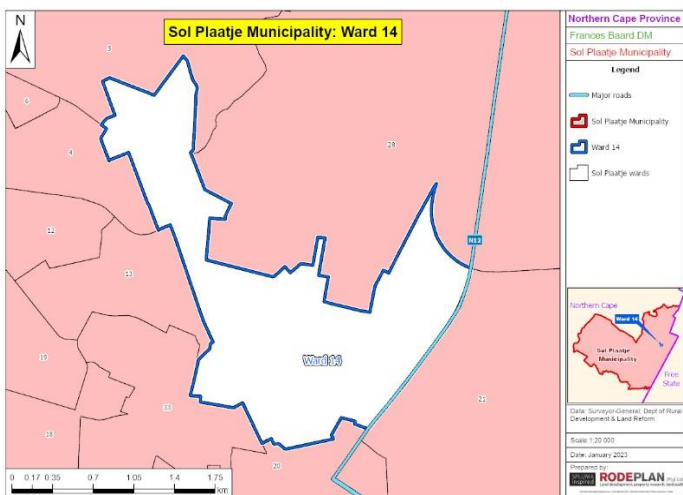 N
Sol Plaatje Municipality: Ward 14
3
6
4
28
12
13
N12
19
Ward 14
33
21
18
20
0 0.17 0.35 0.7 1.05 1.4 1.75
Km
Northern Cape Province
Frances Baard DM
Sol Plaatje Municipality
Legend
Major roads
Sol Plaatje Municipality
Ward 14
Sol Plaatje wards
Northern Cape
Ward 14
Sol Plaatje
Municipality
Free
State
Data: Surveyor-General; Dept of Rural
Development & Land Reform
Scale 1:20 000
Date: January 2023
Prepared by:
SPLUMA
inspired
RODEPLAN